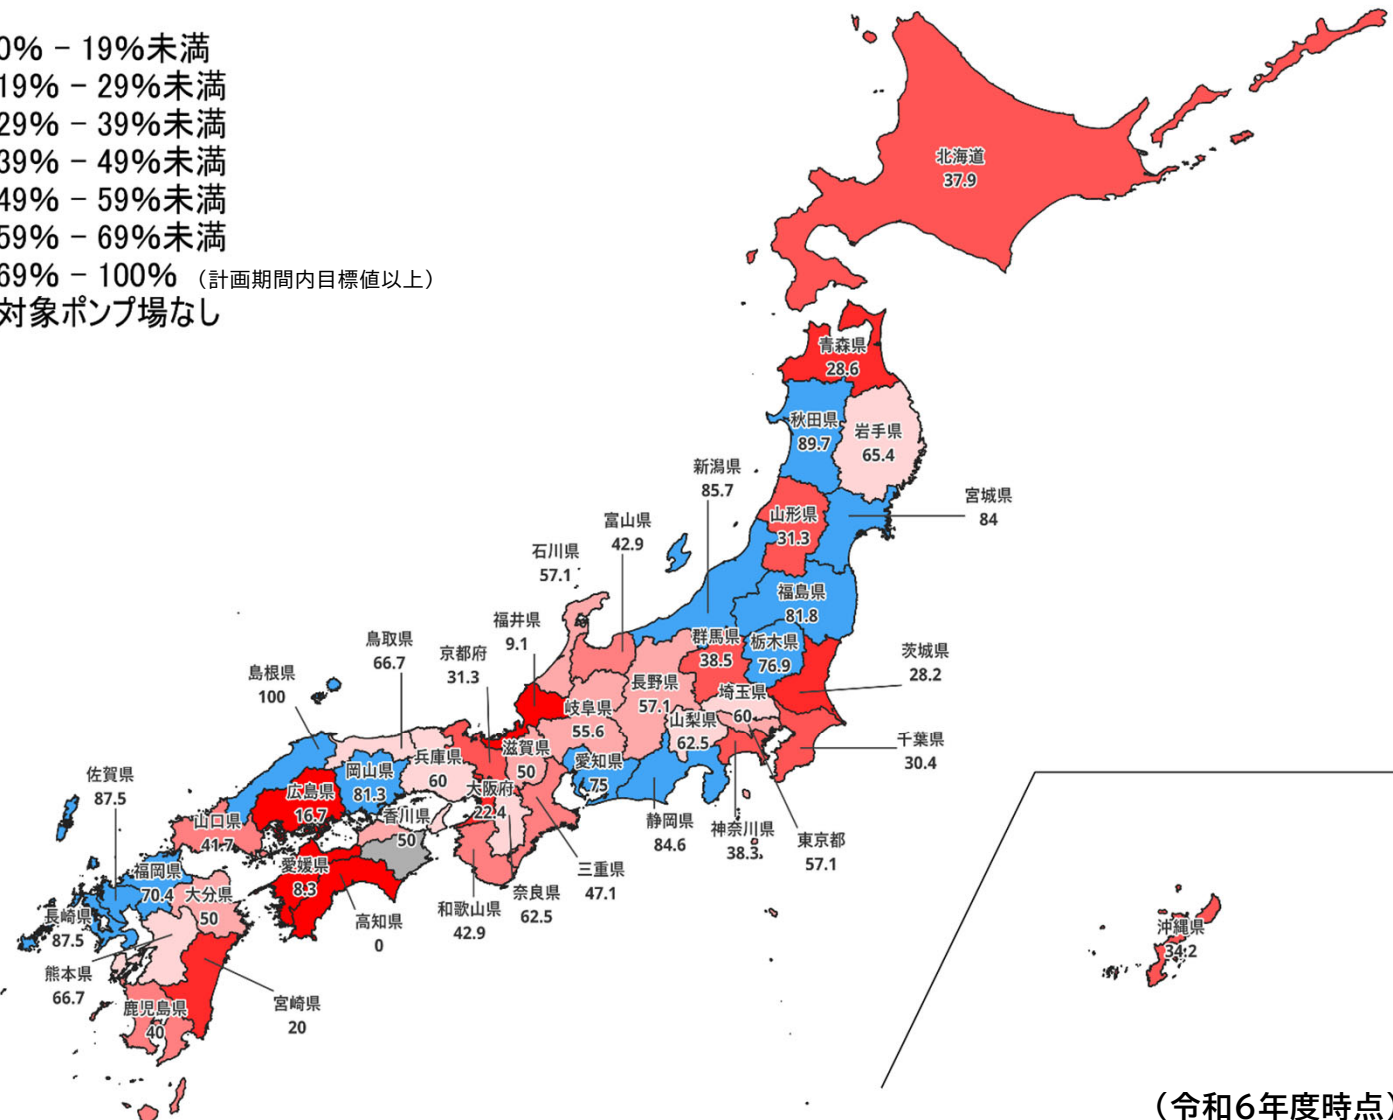 0% － 19%未満
19% － 29%未満
29% － 39%未満
39% － 49%未満
49% － 59%未満
59% － 69%未満
69% － 100% （計画期間内目標値以上）
対象ポンプ場なし
北海道
37.9
青森県
28.6
秋田県
89.7
岩手県
65.4
新潟県
85.7
宮城県
84
山形県
31.3
富山県
42.9
石川県
57.1
福島県
81.8
福井県
9.1
鳥取県
66.7
京都府
31.3
群馬県
38.5
栃木県
76.9
茨城県
28.2
島根県
100
長野県
57.1
埼玉県
60
岐阜県
55.6
山梨県
62.5
千葉県
30.4
滋賀県
50
兵庫県
60
愛知県
75
岡山県
81.3
佐賀県
87.5
広島県
16.7
大阪府
22.4
香川県
50
山口県
41.7
静岡県
84.6
神奈川県
38.3
東京都
57.1
愛媛県
8.3
福岡県
70.4
三重県
47.1
大分県
50
奈良県
62.5
和歌山県
42.9
高知県
0
長崎県
87.5
熊本県
66.7
宮崎県
20
鹿児島県
40
沖縄県
34.2
（令和6年度時点）